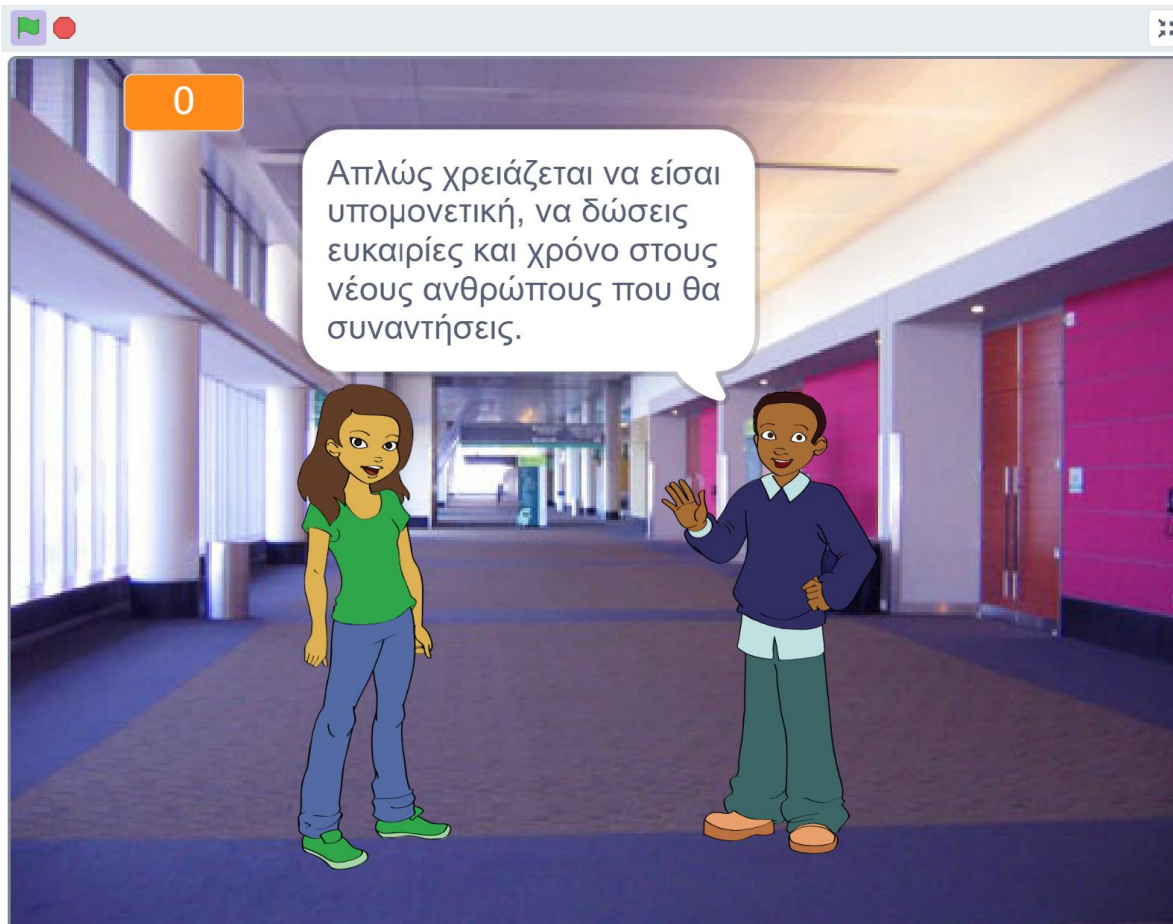 0
Απλώς χρειάζεται να είσαι
υπομονετική, να δώσεις
ευκαιρίες και χρόνο στους
νέους ανθρώπους που θα
συναντήσεις.